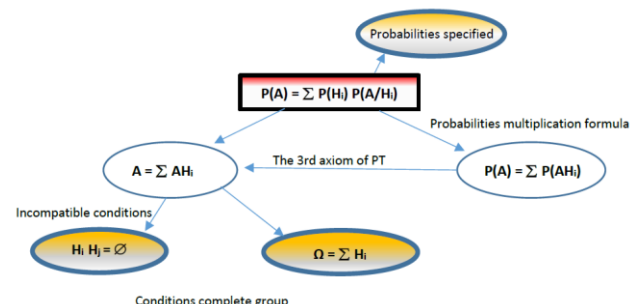 Probabilities specified
P(A) = ∑ P(Hᵢ) P(A/Hᵢ)
Probabilities multiplication formula
The 3rd axiom of PT
A = ∑ AHᵢ
P(A) = ∑ P(AHᵢ)
Incompatible conditions
Hᵢ Hⱼ = ∅
Ω = ∑ Hᵢ
Conditions complete group